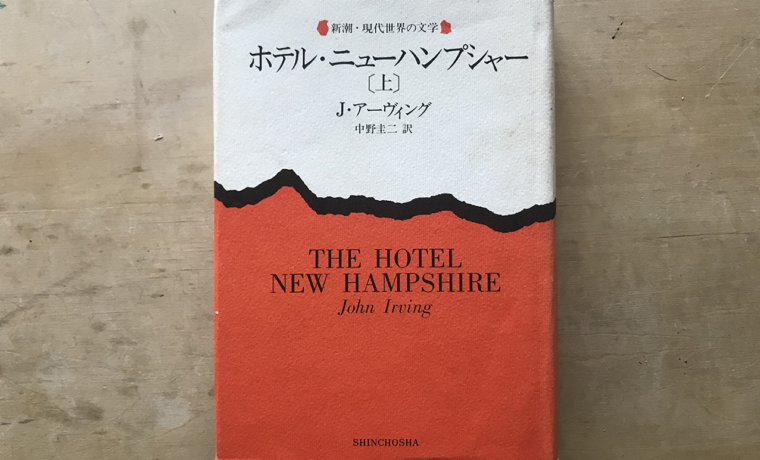 新潮・現代世界の文学
ホテル・ニューハンプシャー
〔上〕
J・アーヴィング
中野圭二 訳
THE HOTEL
NEW HAMPSHIRE
John Irving
SHINCHOSHA